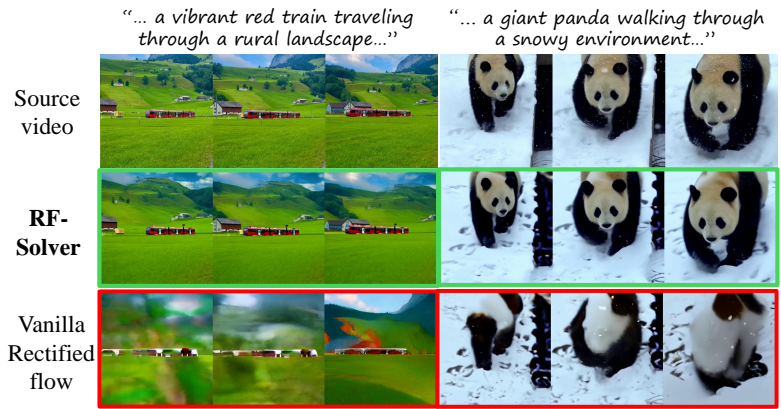 “... a vibrant red train traveling
through a rural landscape...”
“... a giant panda walking through
a snowy environment...”
Source
video
RF-
Solver
Vanilla
Rectified
flow